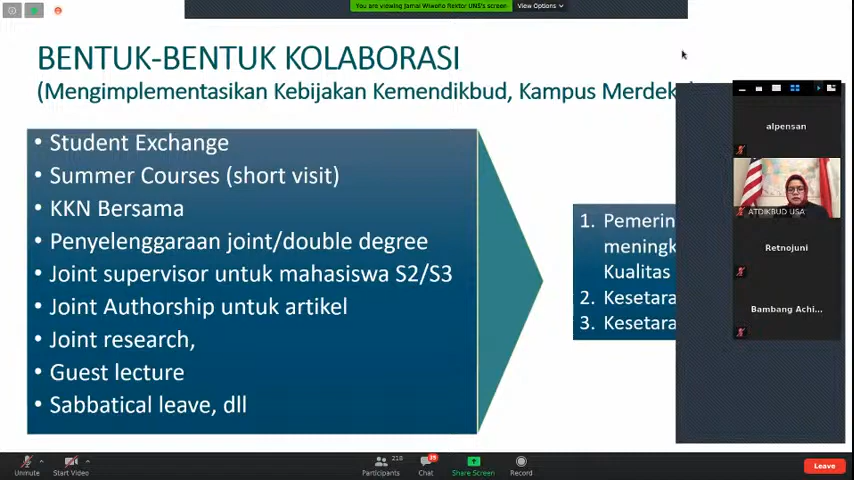 You are viewing Jamal Wiwoho Rektor UNS's screen
View Options
BENTUK-BENTUK KOLABORASI
(Mengimplementasikan Kebijakan Kemendikbud, Kampus Merdek
• Student Exchange
• Summer Courses (short visit)
• KKN Bersama
• Penyelenggaraan joint/double degree
• Joint supervisor untuk mahasiswa S2/S3
• Joint Authorship untuk artikel
• Joint research,
• Guest lecture
• Sabbatical leave, dll
1. Pemerin
meningk
Kualitas
2. Kesetara
3. Kesetara
alpensan
ATDIKBUD USA
Retnojuni
Bambang Achi...
Unmute
Start Video
Participants
218
Chat
Share Screen
Record
Leave